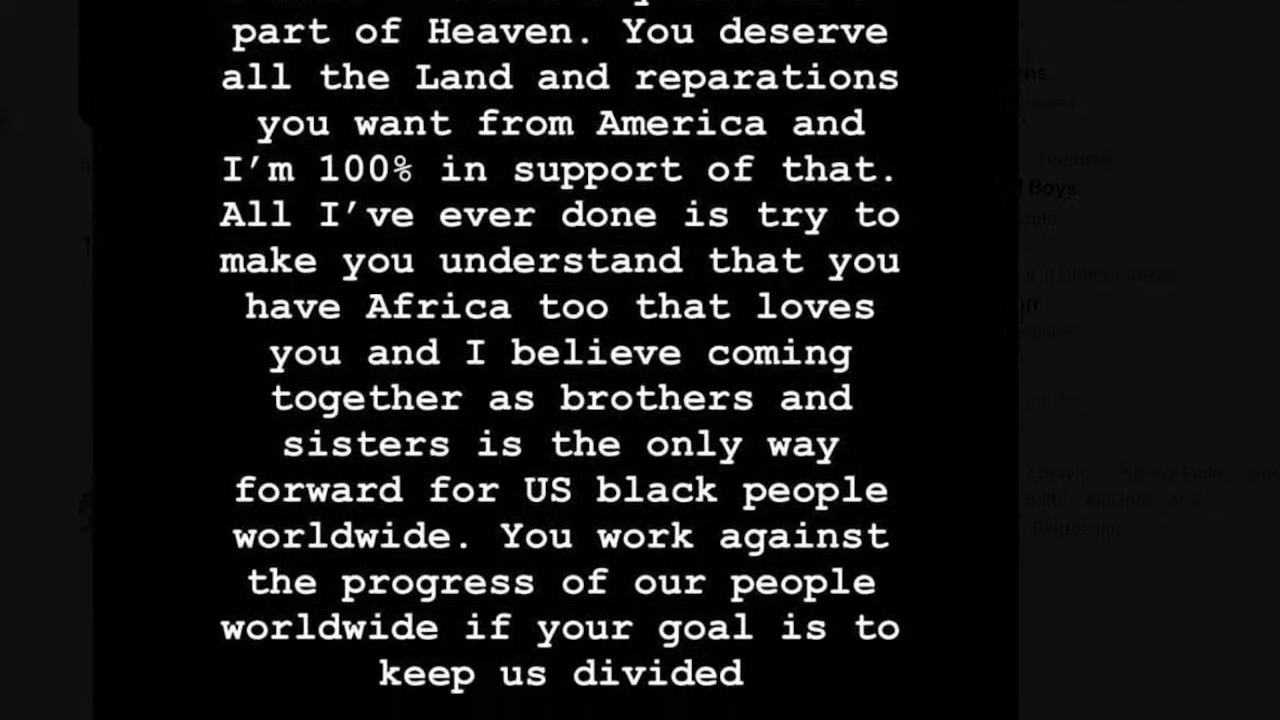 part of Heaven. You deserve
all the Land and reparations
you want from America and
I’m 100% in support of that.
All I’ve ever done is try to
make you understand that you
have Africa too that loves
you and I believe coming
together as brothers and
sisters is the only way
forward for US black people
worldwide. You work against
the progress of our people
worldwide if your goal is to
keep us divided
Boys